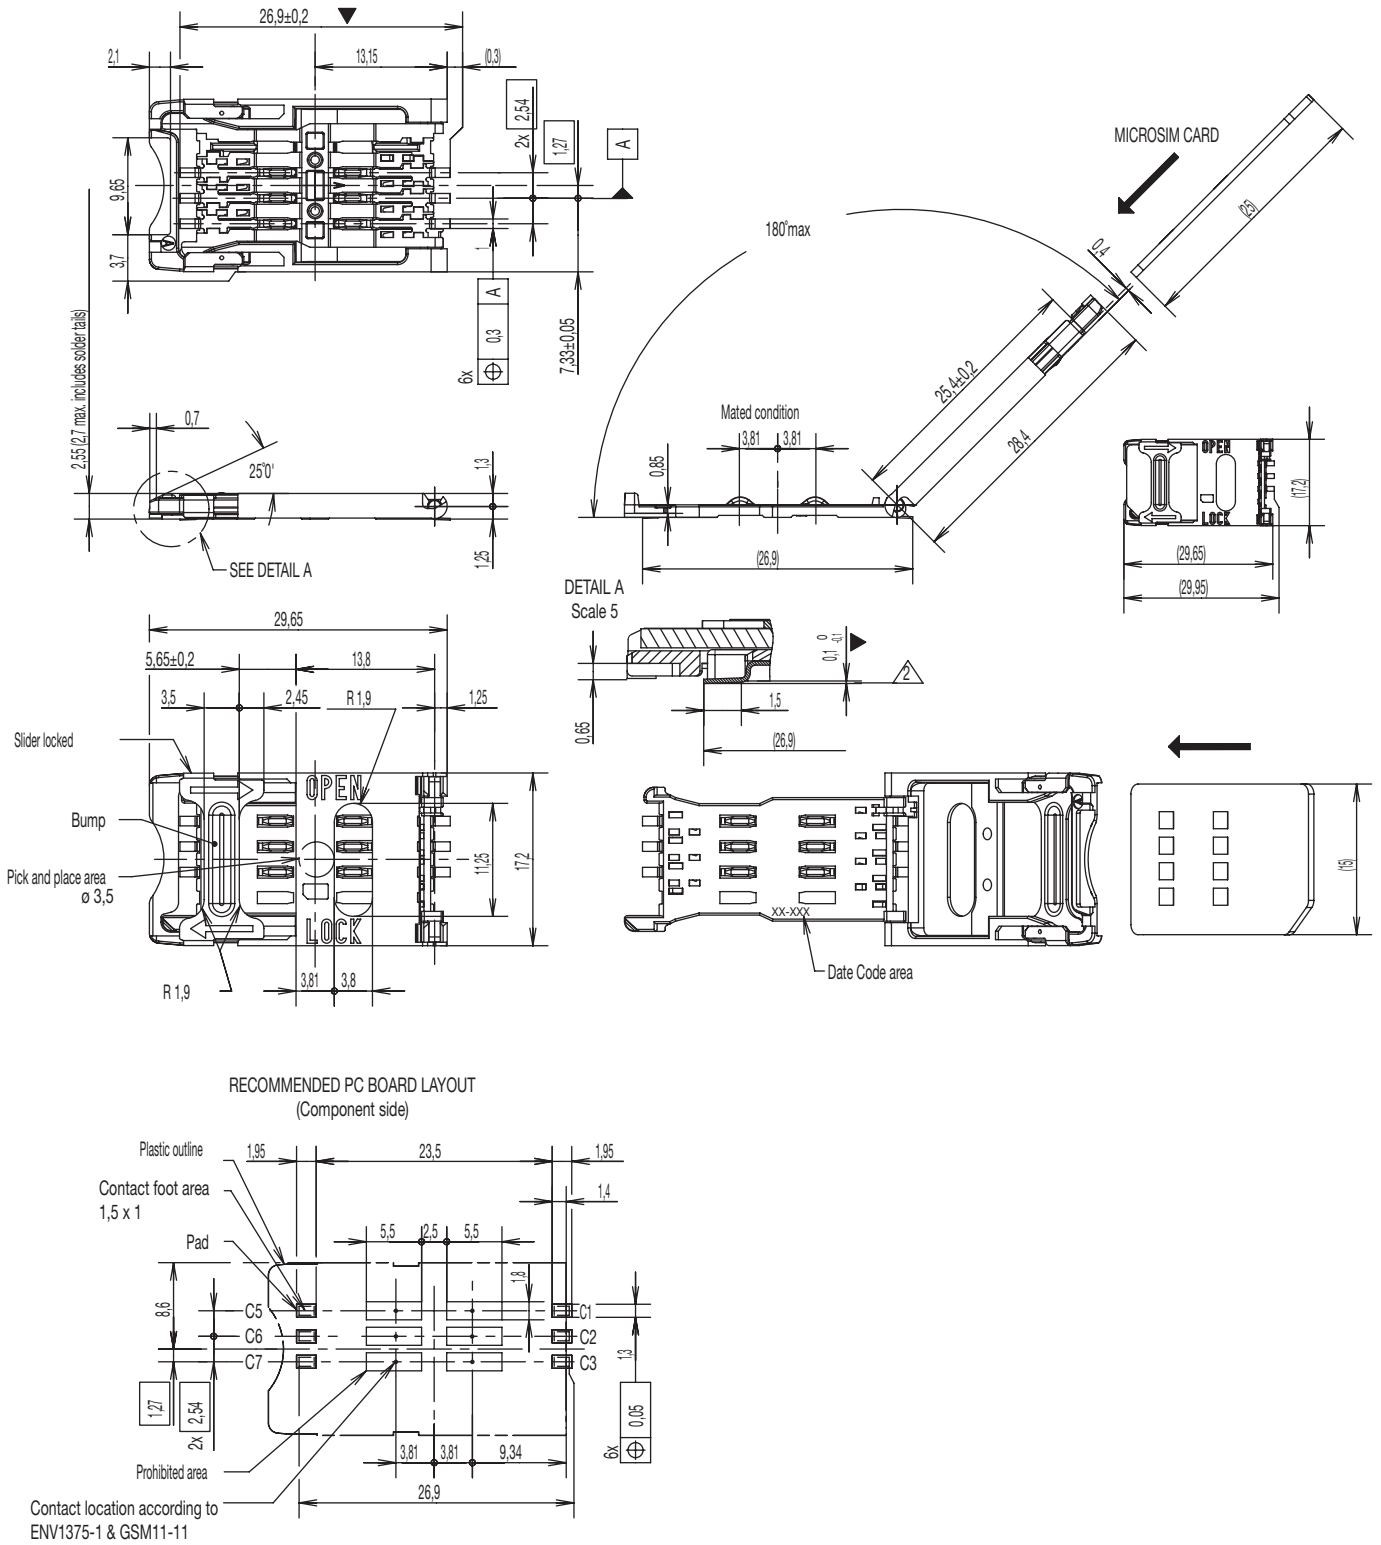 26,9±0,2
2,1
13,15
(0,3)
2x 2,54
1,27
A
9,65
3,7
1
A
0,3
6x
7,33±0,05
MICROSIM CARD
(25)
180°max
0,4
25,4±0,2
28,4
Mated condition
3,81
3,81
0,85
(26,9)
2,55 (2,7 max. includes solder tails)
0,7
25°0'
1,3
1,25
SEE DETAIL A
OPEN
LOCK
(17,2)
(29,65)
(29,95)
DETAIL A
Scale 5
0
0,1 -0,1
2
1,5
0,65
(26,9)
29,65
5,65±0,2
13,8
3,5
2,45
R 1,9
1,25
Slider locked
OPEN
Bump
Pick and place area
ø 3,5
11,25
17,2
LOCK
R 1,9
3,81
3,8
XX-XXX
Date Code area
(15)
RECOMMENDED PC BOARD LAYOUT
(Component side)
Plastic outline
1,95
23,5
1,95
Contact foot area
1,5 x 1
1,4
Pad
5,5
2,5
5,5
8,6
1,8
C5
C1
C6
C2
C7
C3
1,3
1,27
2x 2,54
0,05
6x
3,81
3,81
9,34
Prohibited area
26,9
Contact location according to
ENV1375-1 & GSM11-11